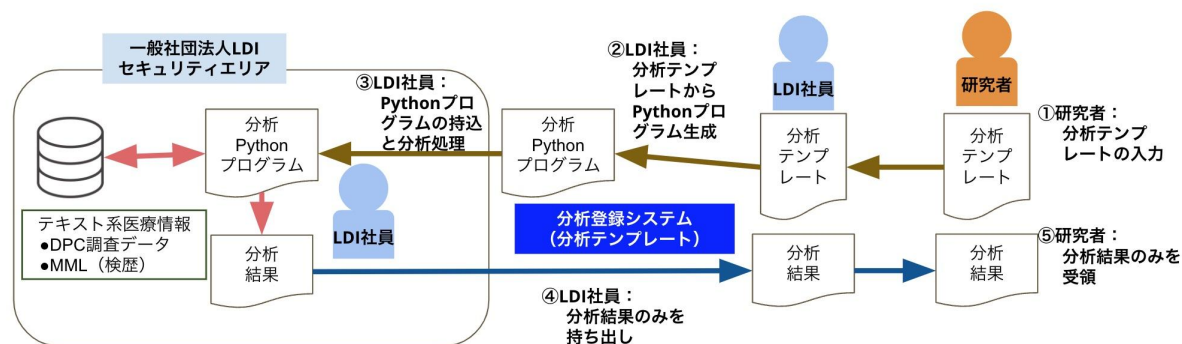 一般社団法人LDI
セキュリティエリア
③LDI社員：
Pythonプロ
グラムの持込
と分析処理
②LDI社員：
分析テンプ
レートから
Pythonプロ
グラム生成
LDI社員
研究者
①研究者：
分析テンプ
レートの入力
分析
Python
プログラム
分析
Python
プログラム
分析
テンプ
レート
分析
テンプ
レート
テキスト系医療情報
●DPC調査データ
●MML（検歴）
LDI社員
分析
結果
分析登録システム
（分析テンプレート）
分析
結果
分析
結果
⑤研究者：
分析結果のみを
受領
④LDI社員：
分析結果のみを
持ち出し